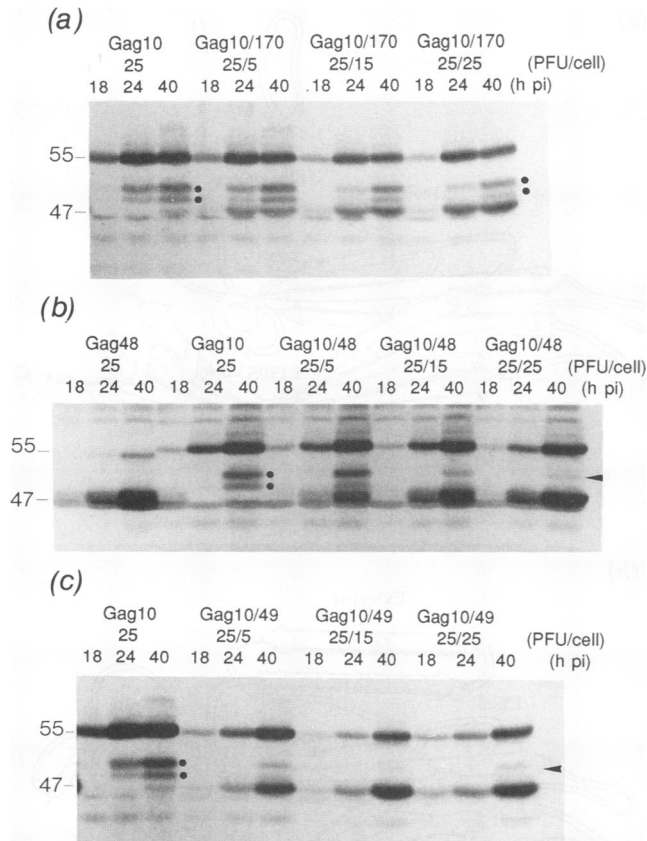 (a)
Gag10 Gag10/170 Gag10/170 Gag10/170
25 25/5 25/15 25/25 (PFU/cell)
18 24 40 18 24 40 .18 24 40 18 24 40 (h pi)
55
47
(b)
Gag48 Gag10 Gag10/48 Gag10/48 Gag10/48
25 25 25/5 25/15 25/25 (PFU/cell)
18 24 40 18 24 40 18 24 40 18 24 40 18 24 40 (h pi)
55
47
(c)
Gag10 Gag10/49 Gag10/49 Gag10/49
25 25/5 25/15 25/25 (PFU/cell)
18 24 40 18 24 40 18 24 40 18 24 40 (h pi)
55
47